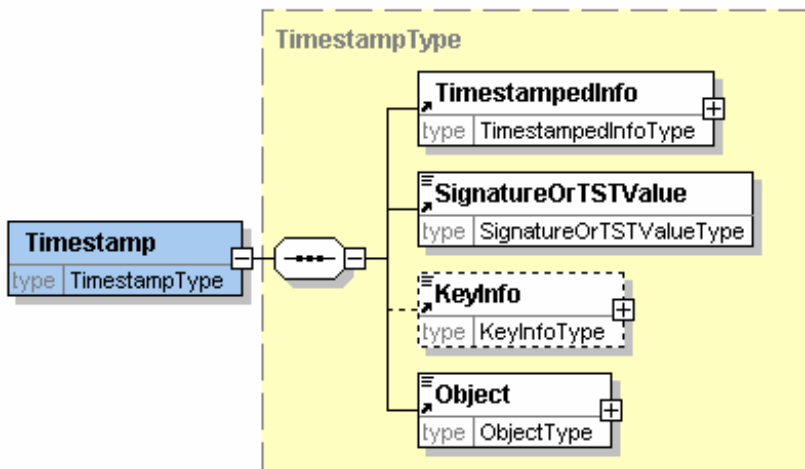 TimestampType
TimestampedInfo
type TimestampedInfoType
SignatureOrTSTValue
type SignatureOrTSTValueType
Timestamp
type TimestampType
KeyInfo
type KeyInfoType
Object
type ObjectType